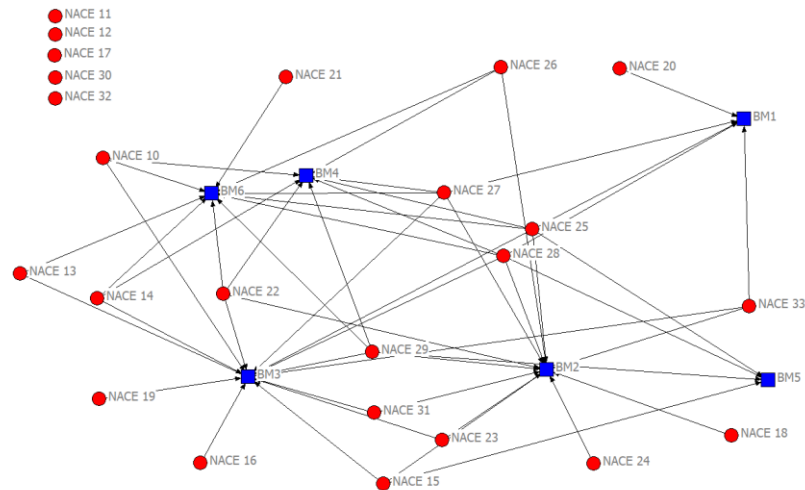 NACE 11
NACE 12
NACE 17
NACE 30
NACE 32
NACE 21
NACE 26
NACE 20
BM1
NACE 10
BM4
BM6
NACE 27
NACE 25
NACE 28
NACE 13
NACE 14
NACE 22
NACE 33
NACE 29
BM2
BM3
BM5
NACE 19
NACE 31
NACE 23
NACE 18
NACE 16
NACE 24
NACE 15